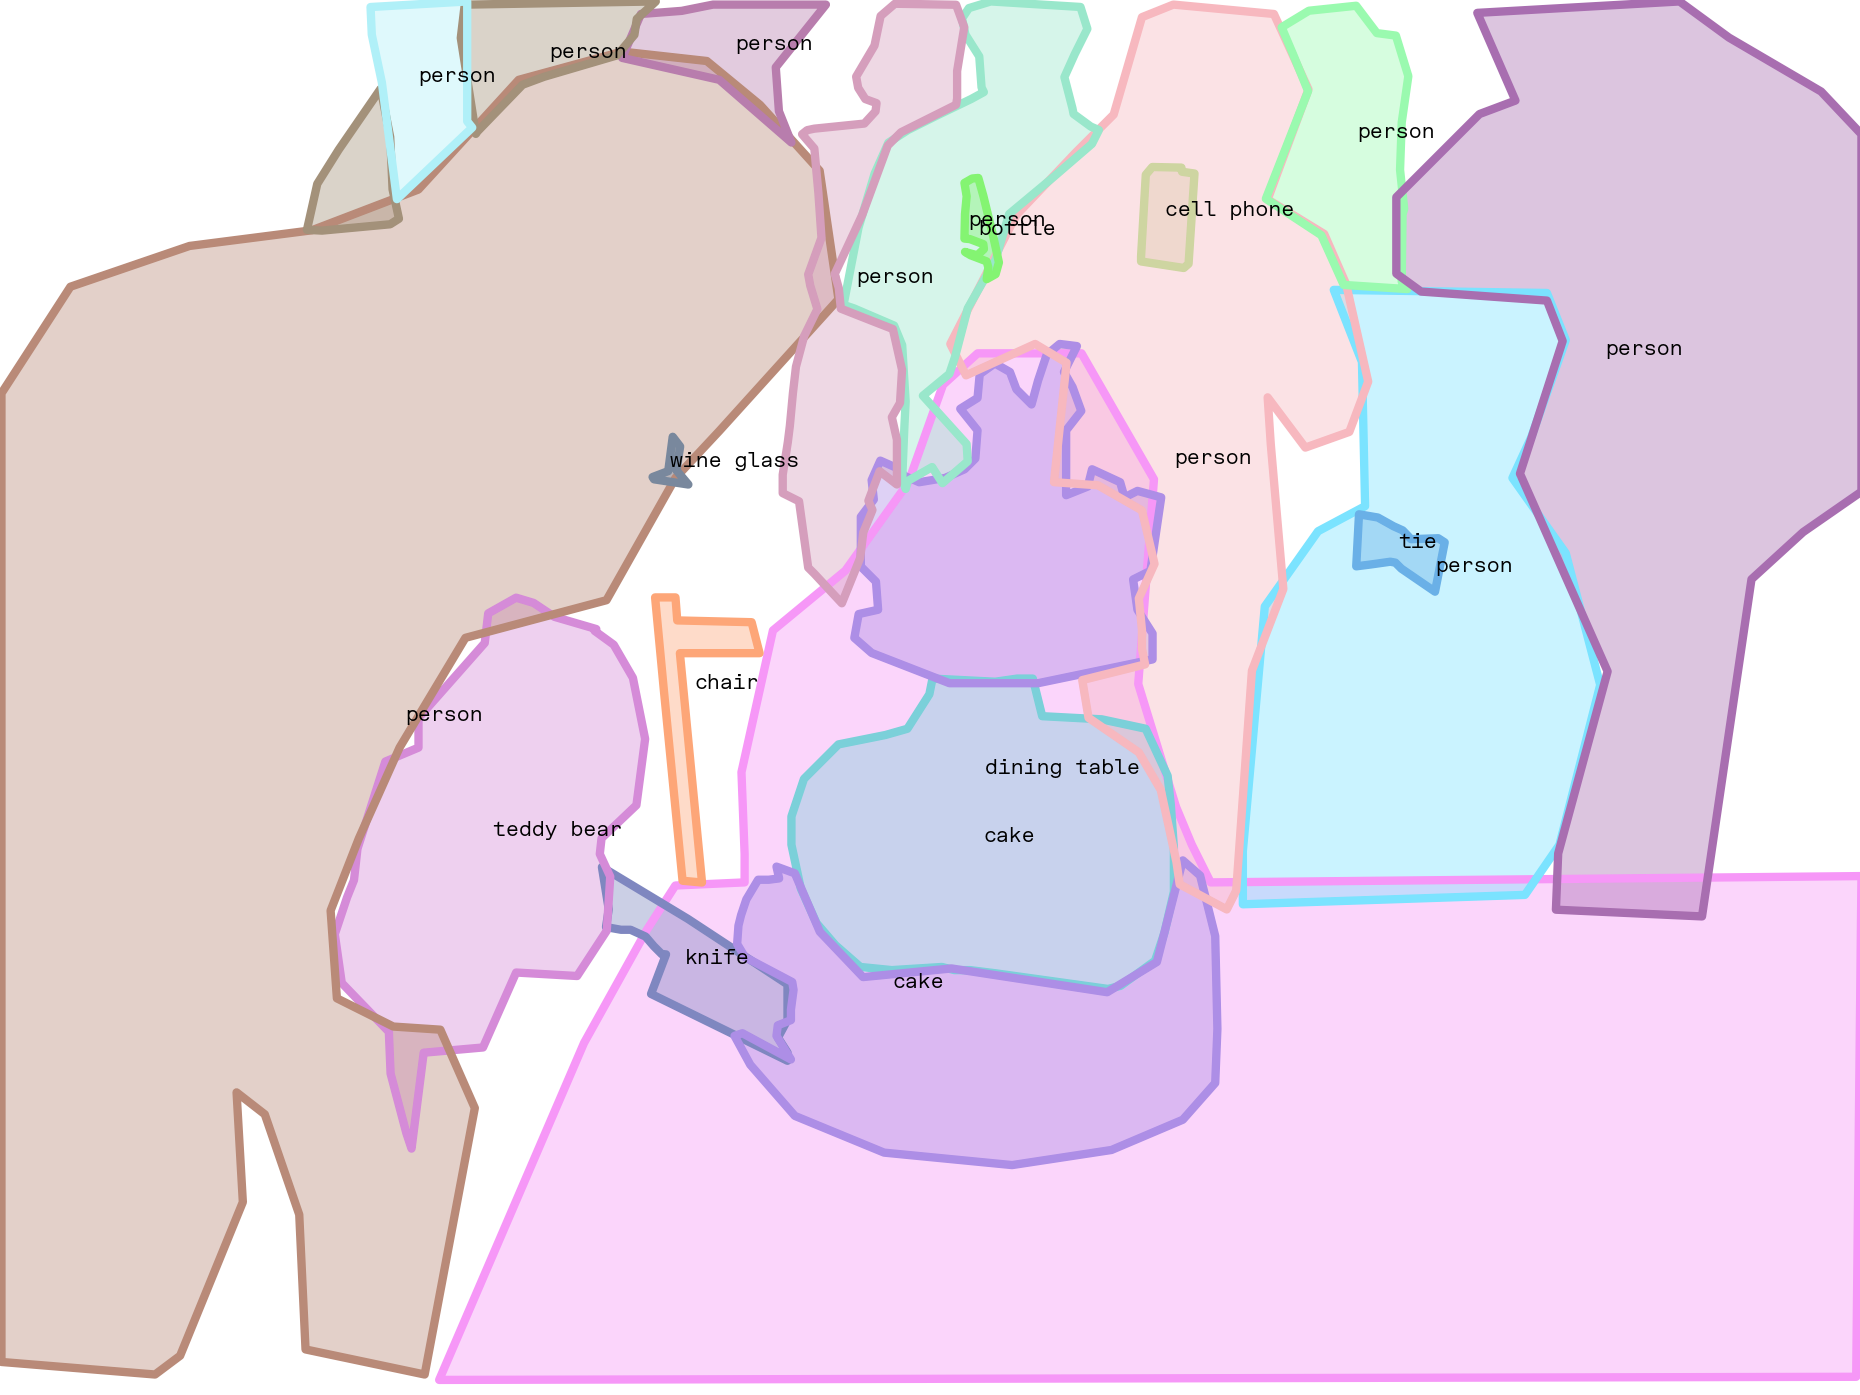 person
person
person
person
person
bottle
person
cell phone
person
person
wine glass
person
tie
person
chair
person
dining table
teddy bear
cake
knife
cake